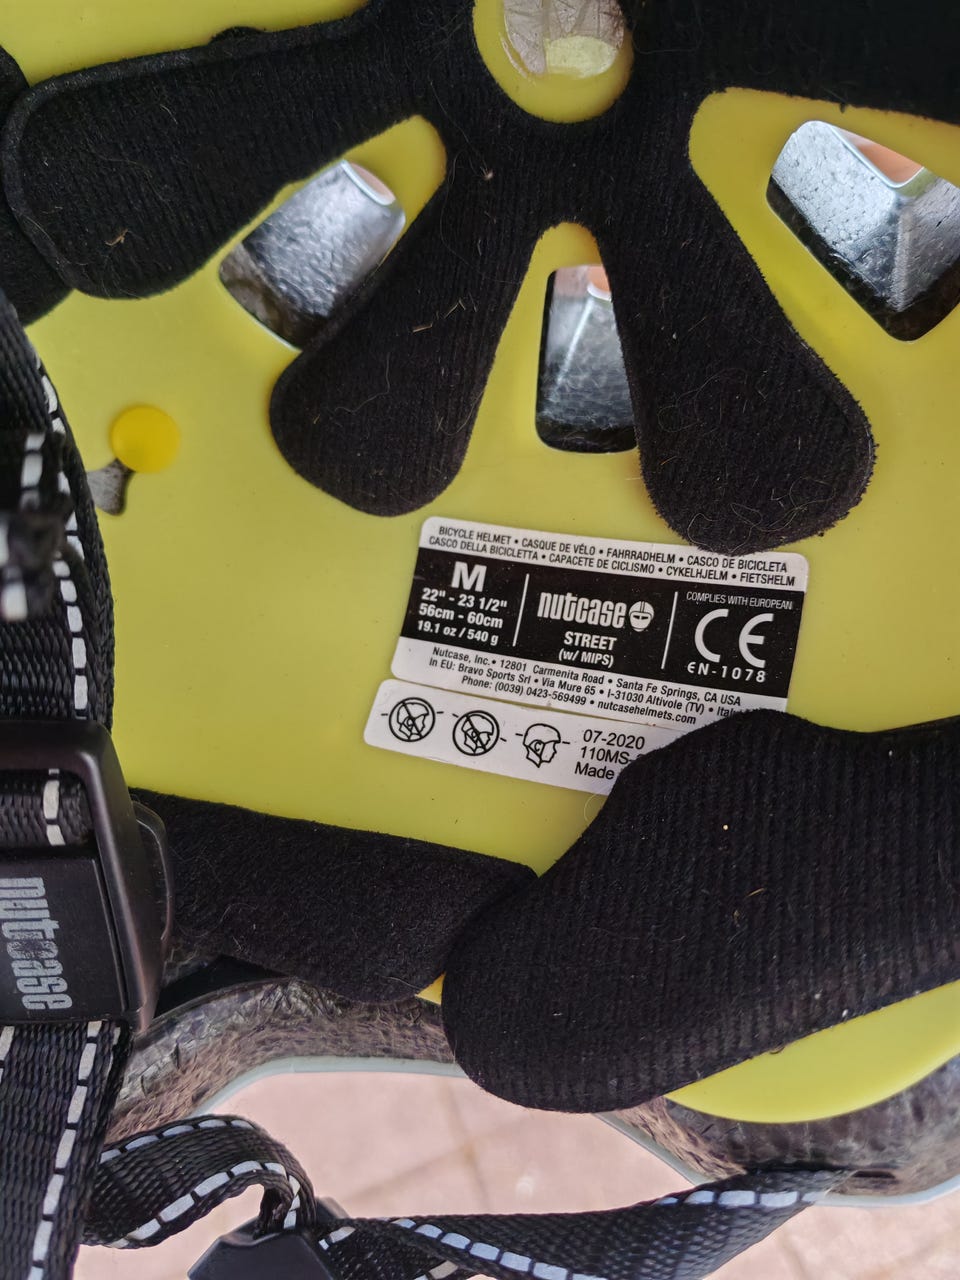 BICYCLE HELMET • CASQUE DE VÉLO • FAHRRADHELM • CASCO DE BICICLETA
CASCO DELLA BICICLETTA • CAPACETE DE CICLISMO • CYKELHJELM • FIETSHELM
M
22" - 23 1/2"
56cm - 60cm
19.1 oz / 540 g
nutcase
STREET
(w/ MIPS)
COMPLIES WITH EUROPEAN
CE
EN-1078
Nutcase, Inc. • 12801 Carmenita Road • Santa Fe Springs, CA USA
In EU: Bravo Sports Srl • Via Mure 65 • I-31030 Altivole (TV) •
Phone: (0039) 0423-569499 • nutcasehelmets.com
07-2020
110MS-
Made
nutcase